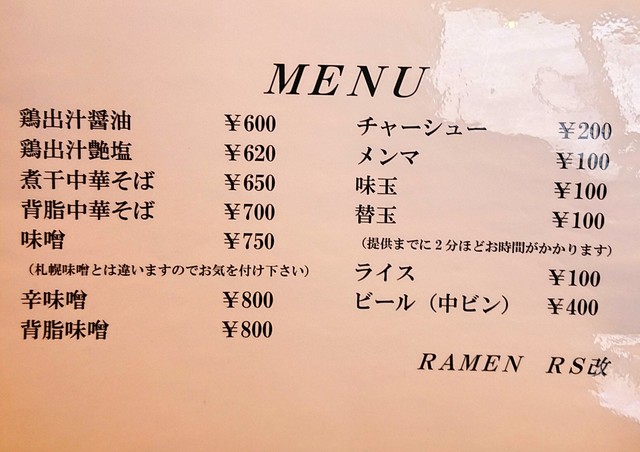 MENU
鶏出汁醤油 ¥600
鶏出汁艶塩 ¥620
煮干中華そば ¥650
背脂中華そば ¥700
味噌 ¥750
（札幌味噌とは違いますのでお気を付け下さい）
辛味噌 ¥800
背脂味噌 ¥800
チャーシュー ¥200
メンマ ¥100
味玉 ¥100
替玉 ¥100
（提供までに2分ほどお時間がかかります）
ライス ¥100
ビール（中ビン） ¥400
RAMEN RS改